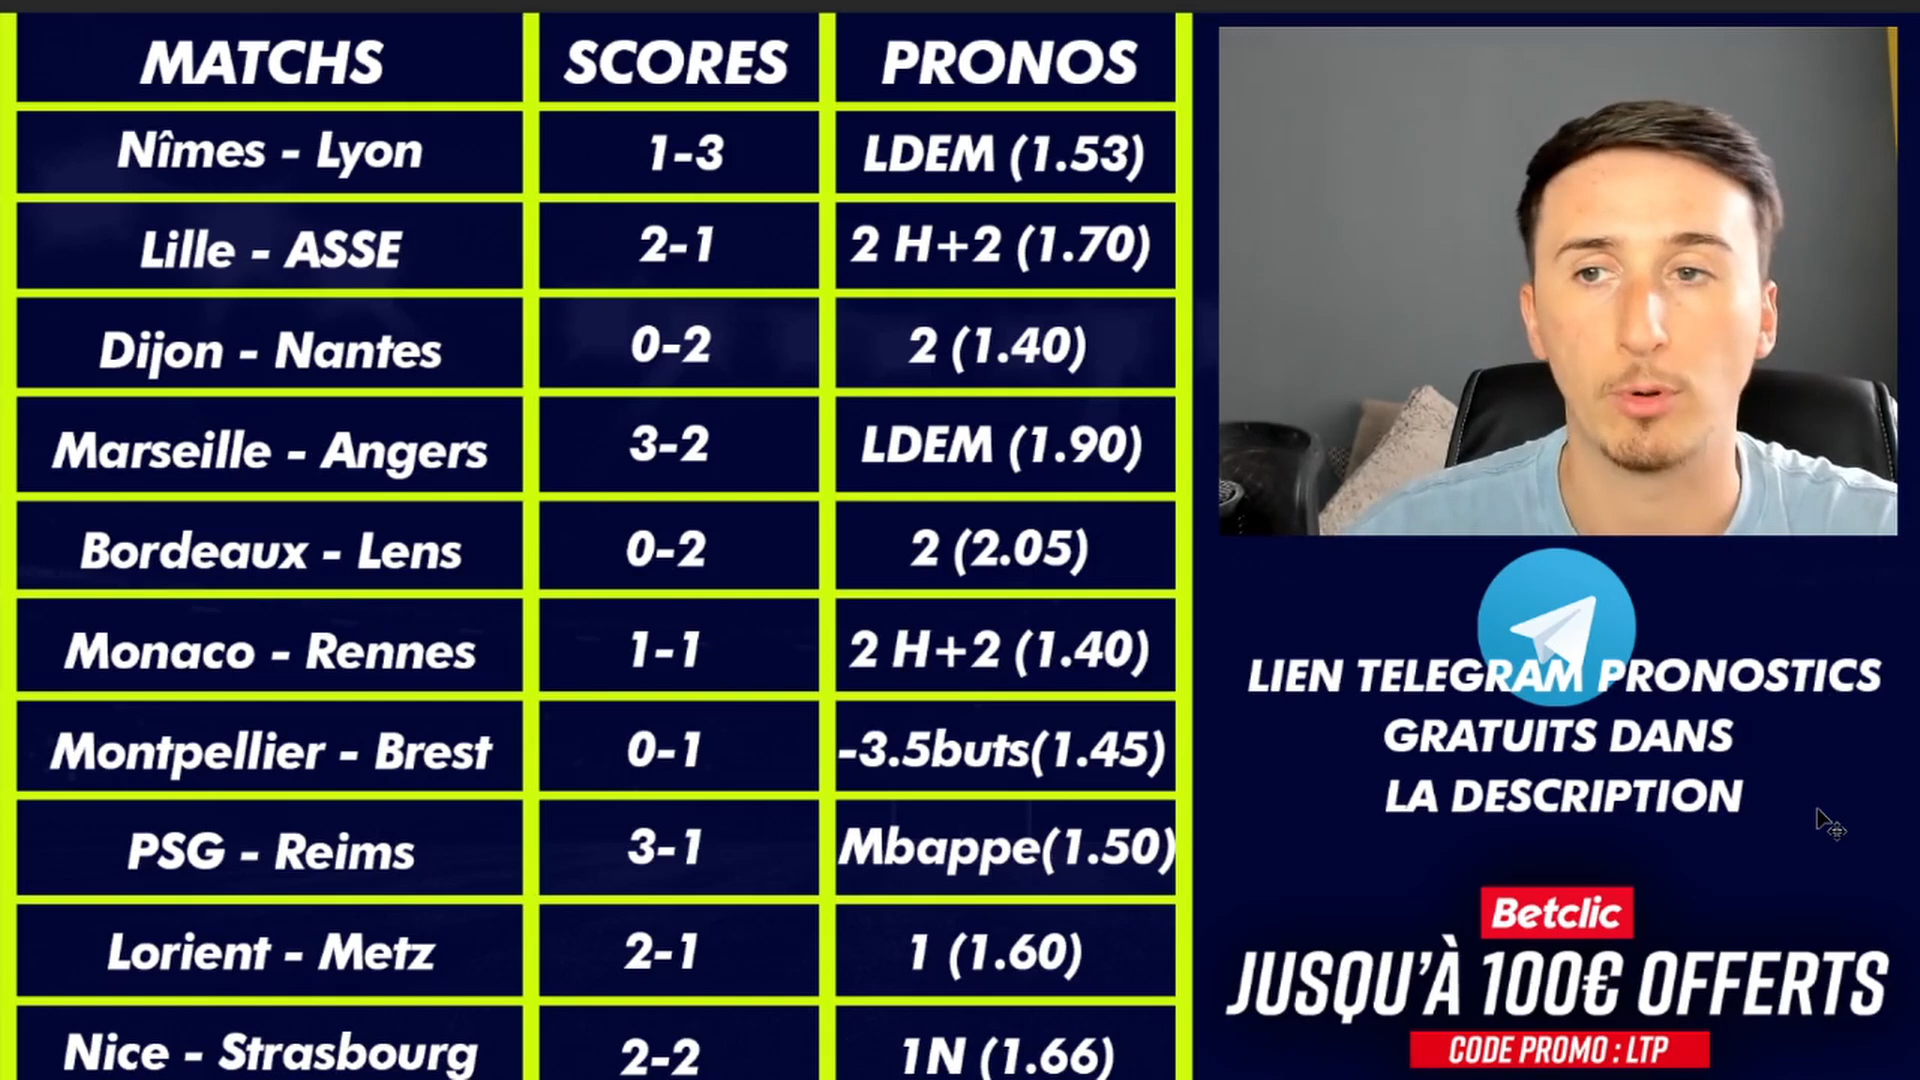 MATCHS SCORES PRONOS
Nîmes - Lyon 1-3 LDEM (1.53)
Lille - ASSE 2-1 2 H+2 (1.70)
Dijon - Nantes 0-2 2 (1.40)
Marseille - Angers 3-2 LDEM (1.90)
Bordeaux - Lens 0-2 2 (2.05)
Monaco - Rennes 1-1 2 H+2 (1.40)
Montpellier - Brest 0-1 -3.5buts(1.45)
PSG - Reims 3-1 Mbappe(1.50)
Lorient - Metz 2-1 1 (1.60)
Nice - Strasbourg 2-2 1N (1.66)
LIEN TELEGRAM PRONOSTICS
GRATUITS DANS
LA DESCRIPTION
Betclic
JUSQU'À 100€ OFFERTS
CODE PROMO : LTP